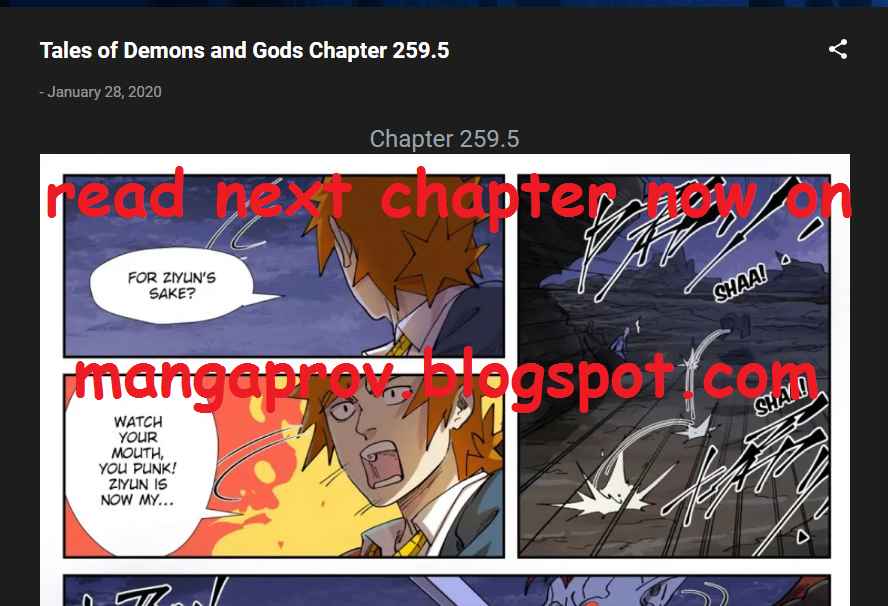 Tales of Demons and Gods Chapter 259.5
- January 28, 2020
Chapter 259.5
read next chapter now on
FOR ZIYUN'S
SAKE?
SHAA!
mangaprov.blogspot.com
SHAA!
WATCH
YOUR
MOUTH,
YOU PUNK!
ZIYUN IS
NOW MY...